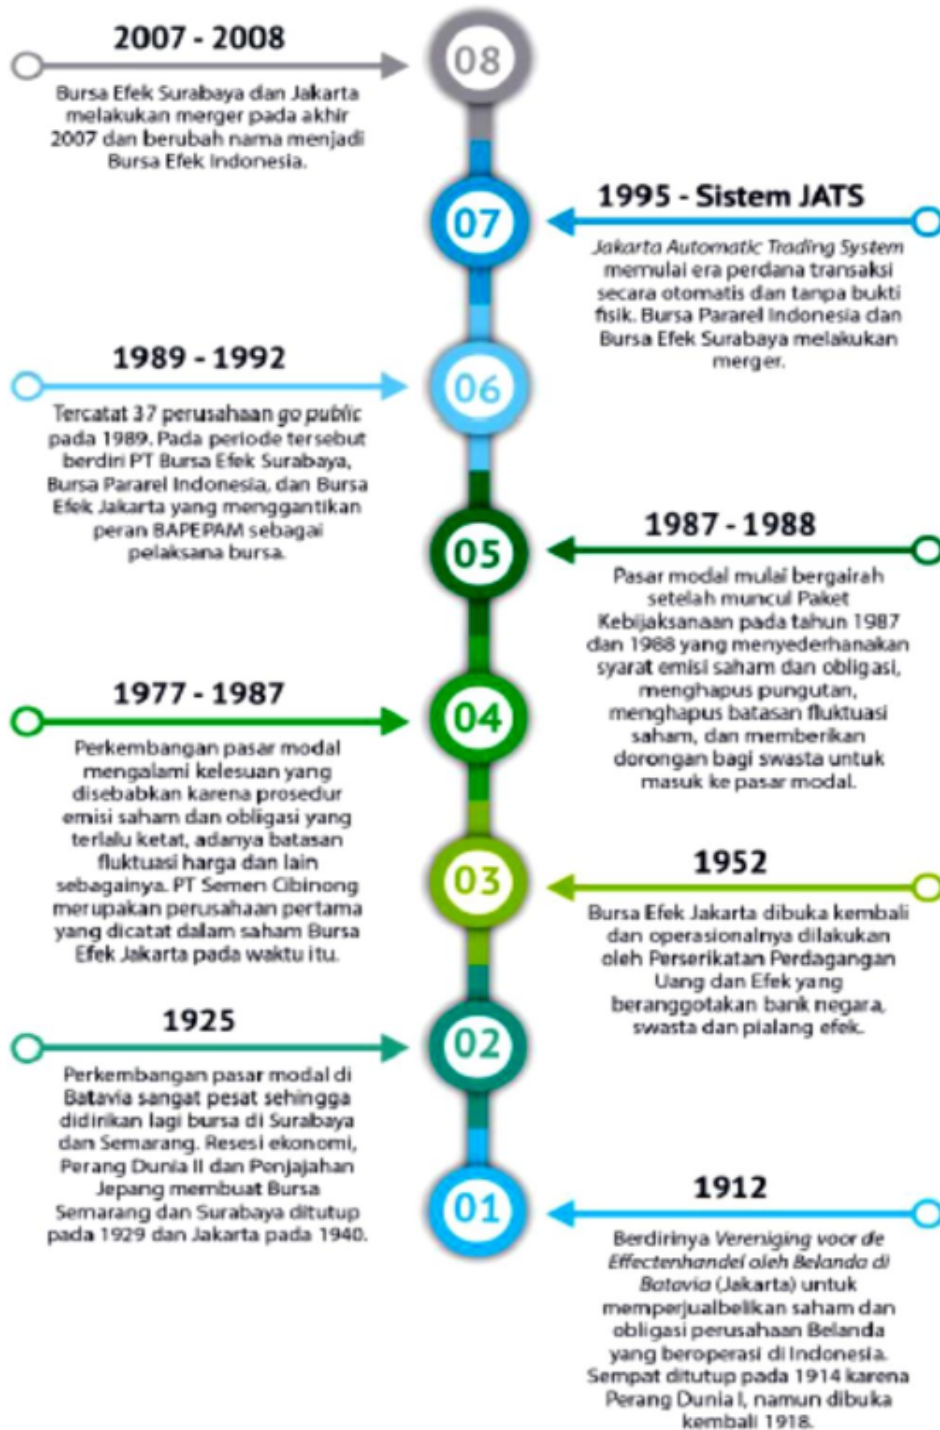 2007 - 2008
Bursa Efek Surabaya dan Jakarta
melakukan merger pada akhir
2007 dan berubah nama menjadi
Bursa Efek Indonesia.
08
1995 - Sistem JATS
Jakarta Automatic Trading System
memulai era perdana transaksi
secara otomatis dan tanpa bukti
fisik. Bursa Pararel Indonesia dan
Bursa Efek Surabaya melakukan
merger.
07
1989 - 1992
Tercatat 37 perusahaan go public
pada 1989. Pada periode tersebut
berdiri PT Bursa Efek Surabaya,
Bursa Pararel Indonesia, dan Bursa
Efek Jakarta yang menggantikan
peran BAPEPAM sebagai
pelaksana bursa.
06
1987 - 1988
Pasar modal mulai bergairah
setelah muncul Paket
Kebijaksanaan pada tahun 1987
dan 1988 yang menyederhanakan
syarat emisi saham dan obligasi,
menghapus pungutan,
menghapus batasan fluktuasi
saham, dan memberikan
dorongan bagi swasta untuk
masuk ke pasar modal.
05
1977 - 1987
Perkembangan pasar modal
mengalami kelesuan yang
disebabkan karena prosedur
emisi saham dan obligasi yang
terlalu ketat, adanya batasan
fluktuasi harga dan lain
sebagainya. PT Semen Cibinong
merupakan perusahaan pertama
yang dicatat dalam saham Bursa
Efek Jakarta pada waktu itu.
04
1952
Bursa Efek Jakarta dibuka kembali
dan operasionalnya dilakukan
oleh Perserikatan Perdagangan
Uang dan Efek yang
beranggotakan bank negara,
swasta dan pialang efek.
03
1925
Perkembangan pasar modal di
Batavia sangat pesat sehingga
didirikan lagi bursa di Surabaya
dan Semarang. Resesi ekonomi,
Perang Dunia II dan Penjajahan
Jepang membuat Bursa
Semarang dan Surabaya ditutup
pada 1929 dan Jakarta pada 1940.
02
1912
Berdirinya Vereniging voor de
Effectenhandel oleh Belanda di
Batavia (Jakarta) untuk
memperjualbelikan saham dan
obligasi perusahaan Belanda
yang beroperasi di Indonesia.
Sempat ditutup pada 1914 karena
Perang Dunia I, namun dibuka
kembali 1918.
01